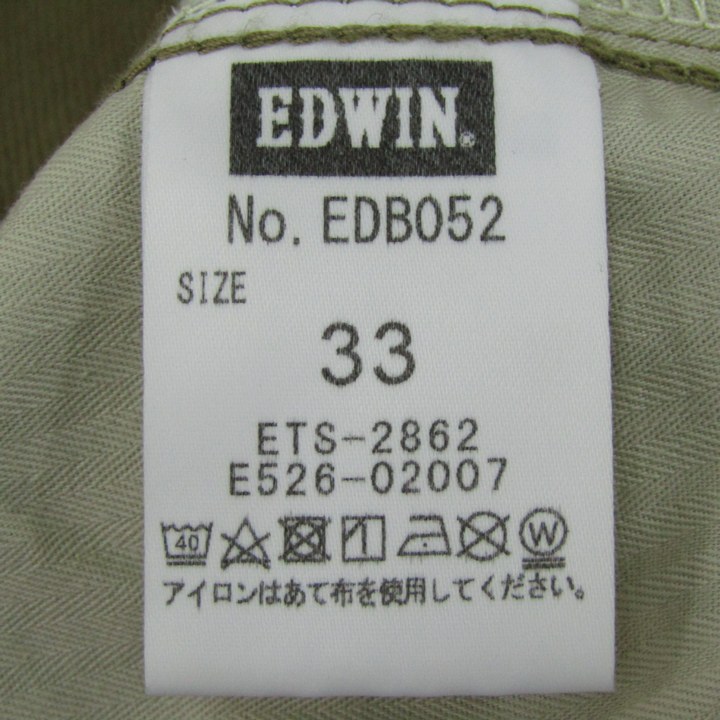 EDWIN®
No. EDB052
SIZE
33
ETS-2862
E526-02007
40 W
アイロンはあて布を使用してください。